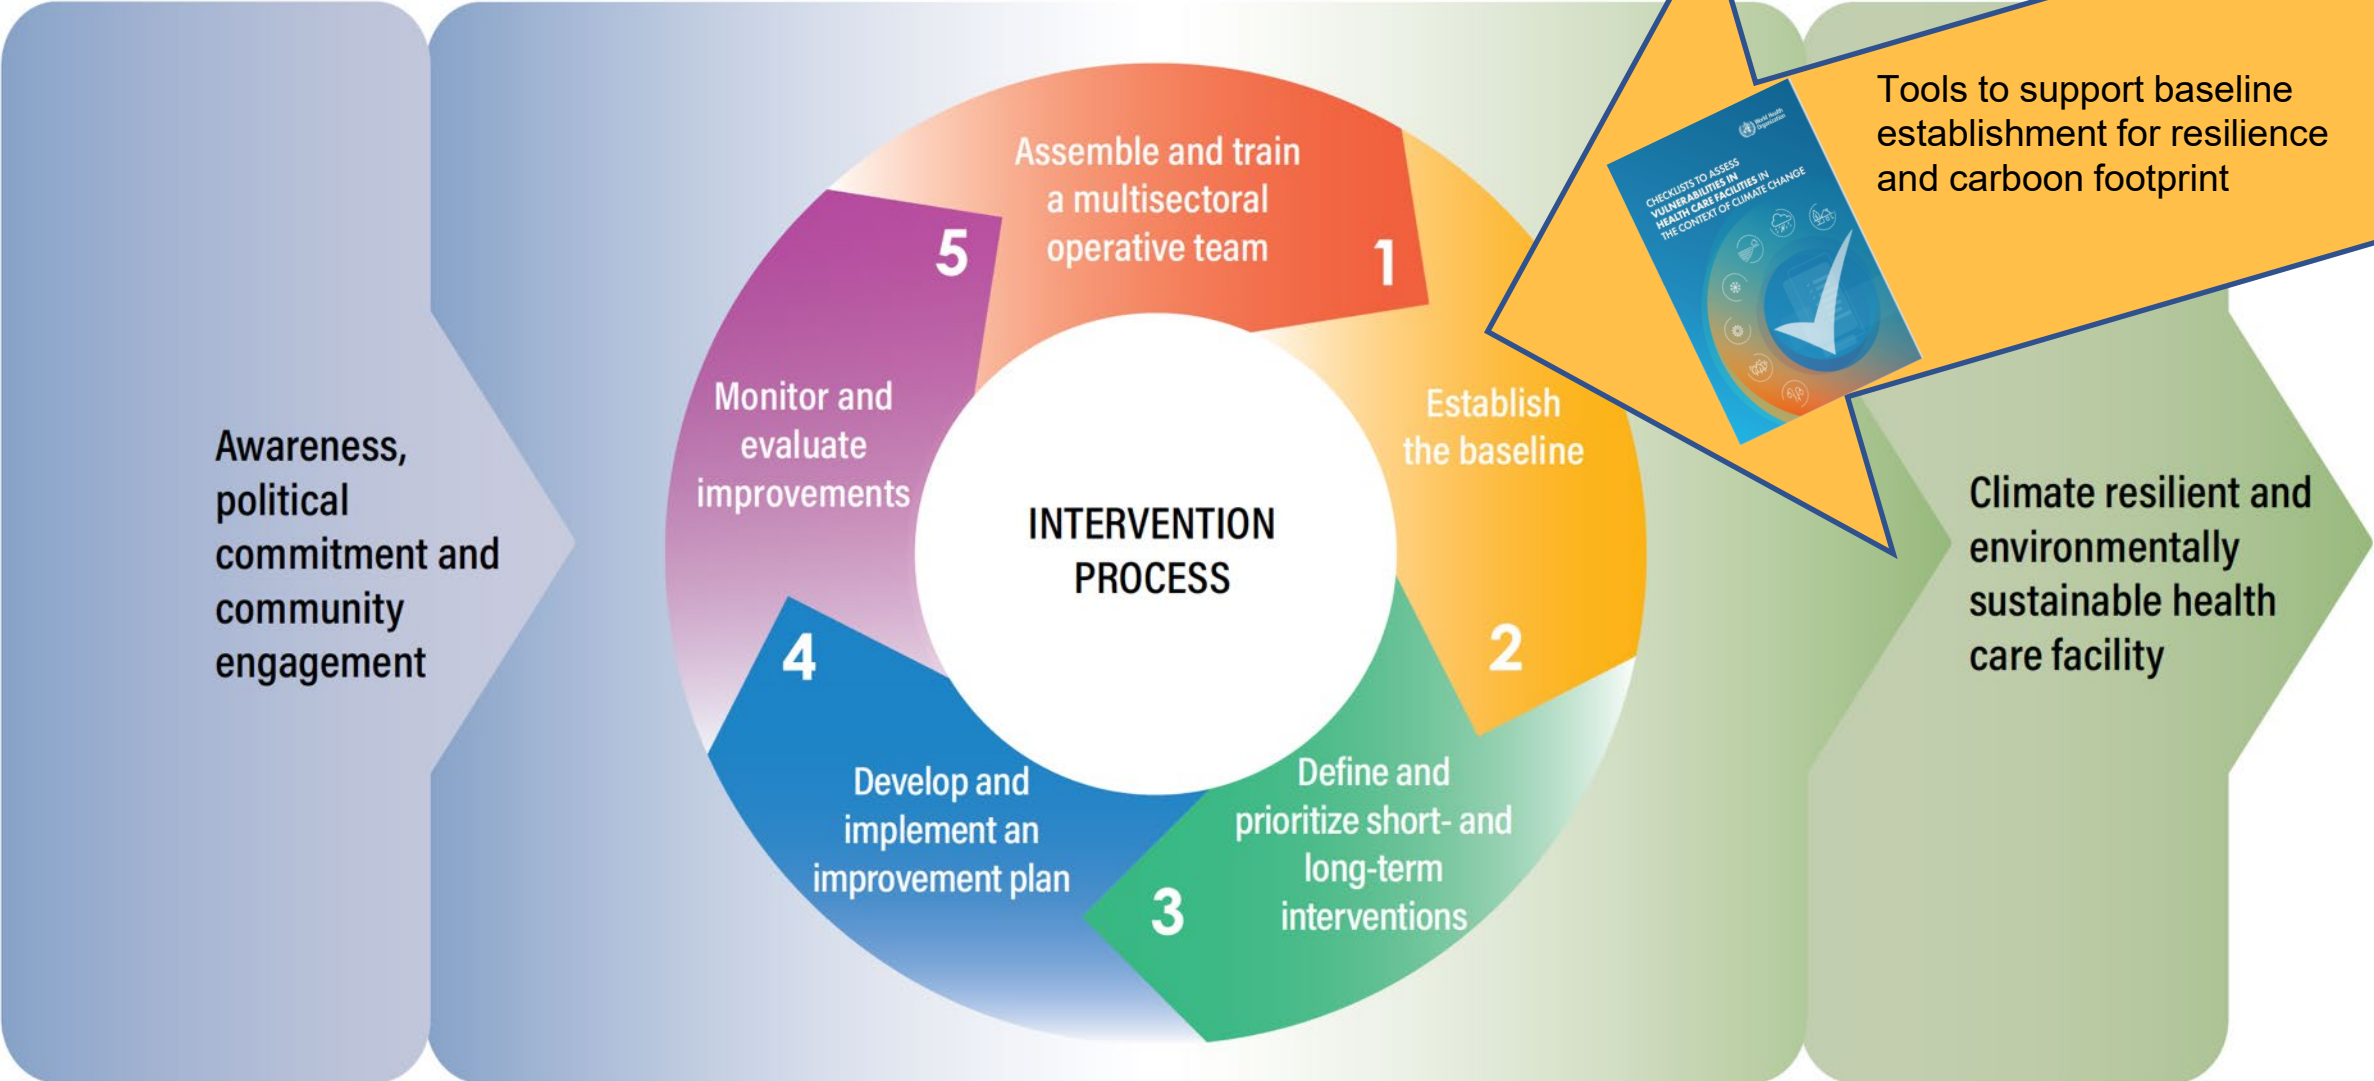 Awareness,
political
commitment and
community
engagement
INTERVENTION
PROCESS
Assemble and train
a multisectoral
operative team
1
Establish
the baseline
2
Define and
prioritize short- and
long-term
interventions
3
Develop and
implement an
improvement plan
4
Monitor and
evaluate
improvements
5
Tools to support baseline
establishment for resilience
and carboon footprint
World Health
Organization
CHECKLISTS TO ASSESS
VULNERABILITIES IN
HEALTH CARE FACILITIES IN
THE CONTEXT OF CLIMATE CHANGE
Climate resilient and
environmentally
sustainable health
care facility